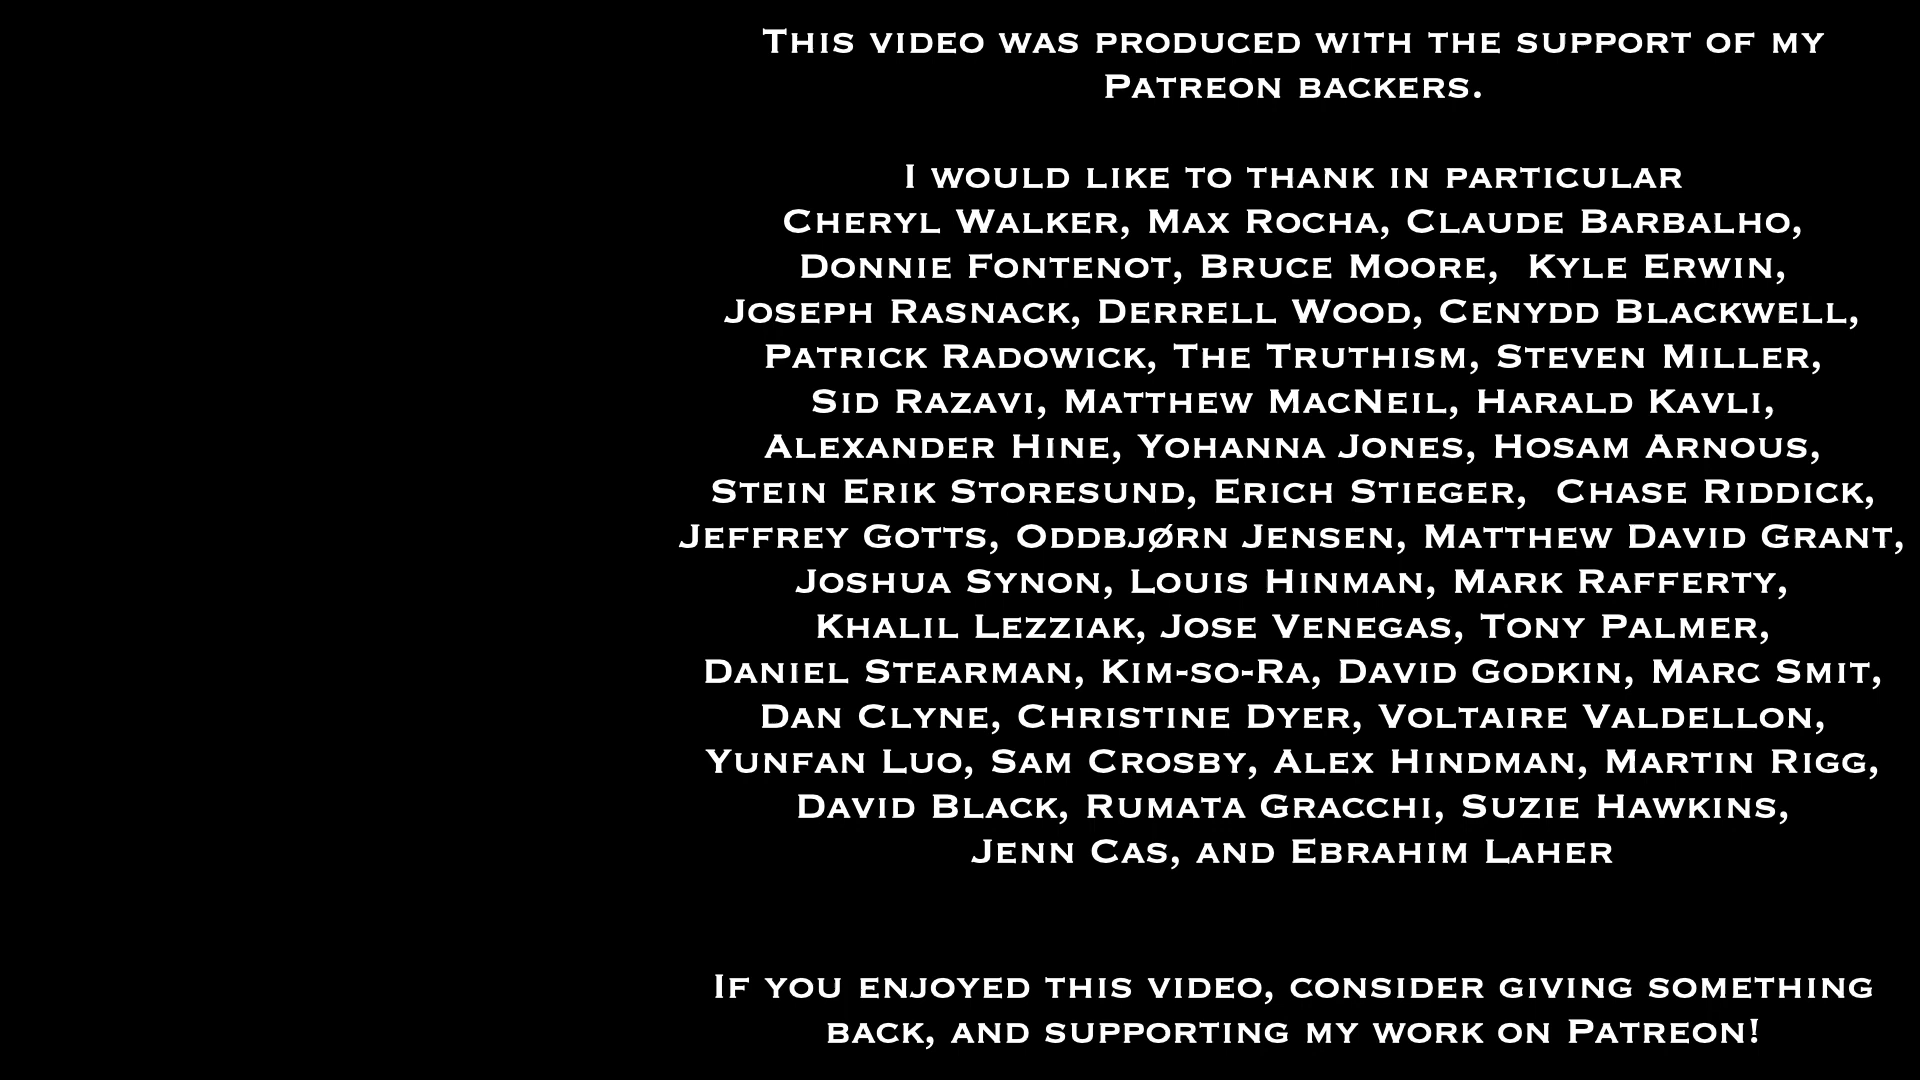 This video was produced with the support of my
Patreon backers.
I would like to thank in particular
Cheryl Walker, Max Rocha, Claude Barbalho,
Donnie Fontenot, Bruce Moore,  Kyle Erwin,
Joseph Rasnack, Derrell Wood, Cenydd Blackwell,
Patrick Radowick, The Truthism, Steven Miller,
Sid Razavi, Matthew MacNeil, Harald Kavli,
Alexander Hine, Yohanna Jones, Hosam Arnous,
Stein Erik Storesund, Erich Stieger,  Chase Riddick,
Jeffrey Gotts, Oddbjørn Jensen, Matthew David Grant,
Joshua Synon, Louis Hinman, Mark Rafferty,
Khalil Lezziak, Jose Venegas, Tony Palmer,
Daniel Stearman, Kim-so-Ra, David Godkin, Marc Smit,
Dan Clyne, Christine Dyer, Voltaire Valdellon,
Yunfan Luo, Sam Crosby, Alex Hindman, Martin Rigg,
David Black, Rumata Gracchi, Suzie Hawkins,
Jenn Cas, and Ebrahim Laher
If you enjoyed this video, consider giving something
back, and supporting my work on Patreon!